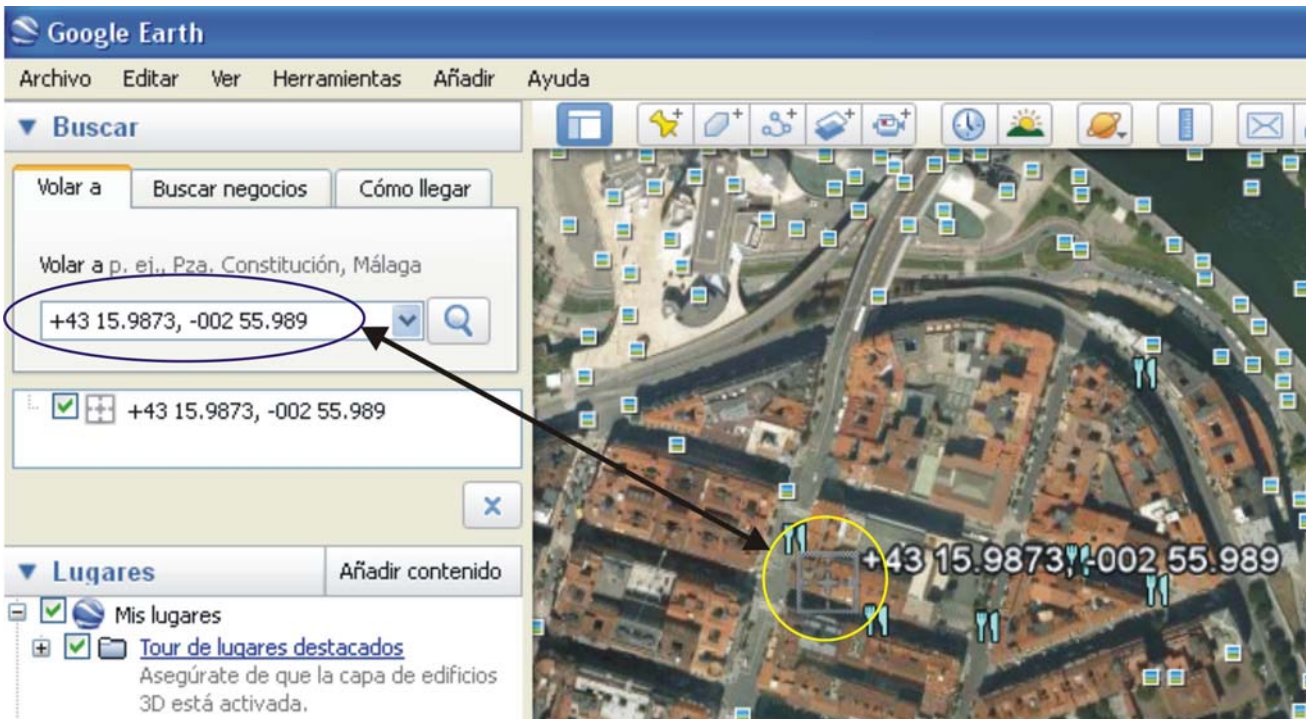 Google Earth
Archivo Editar Ver Herramientas Añadir Ayuda
Buscar
Volar a Buscar negocios Cómo llegar
Volar a p. ej., Pza. Constitución, Málaga
+43 15.9873, -002 55.989
+43 15.9873, -002 55.989
+43 15.9873, -002 55.989
Lugares Añadir contenido
Mis lugares
Tour de lugares destacados
Asegúrate de que la capa de edificios
3D está activada.